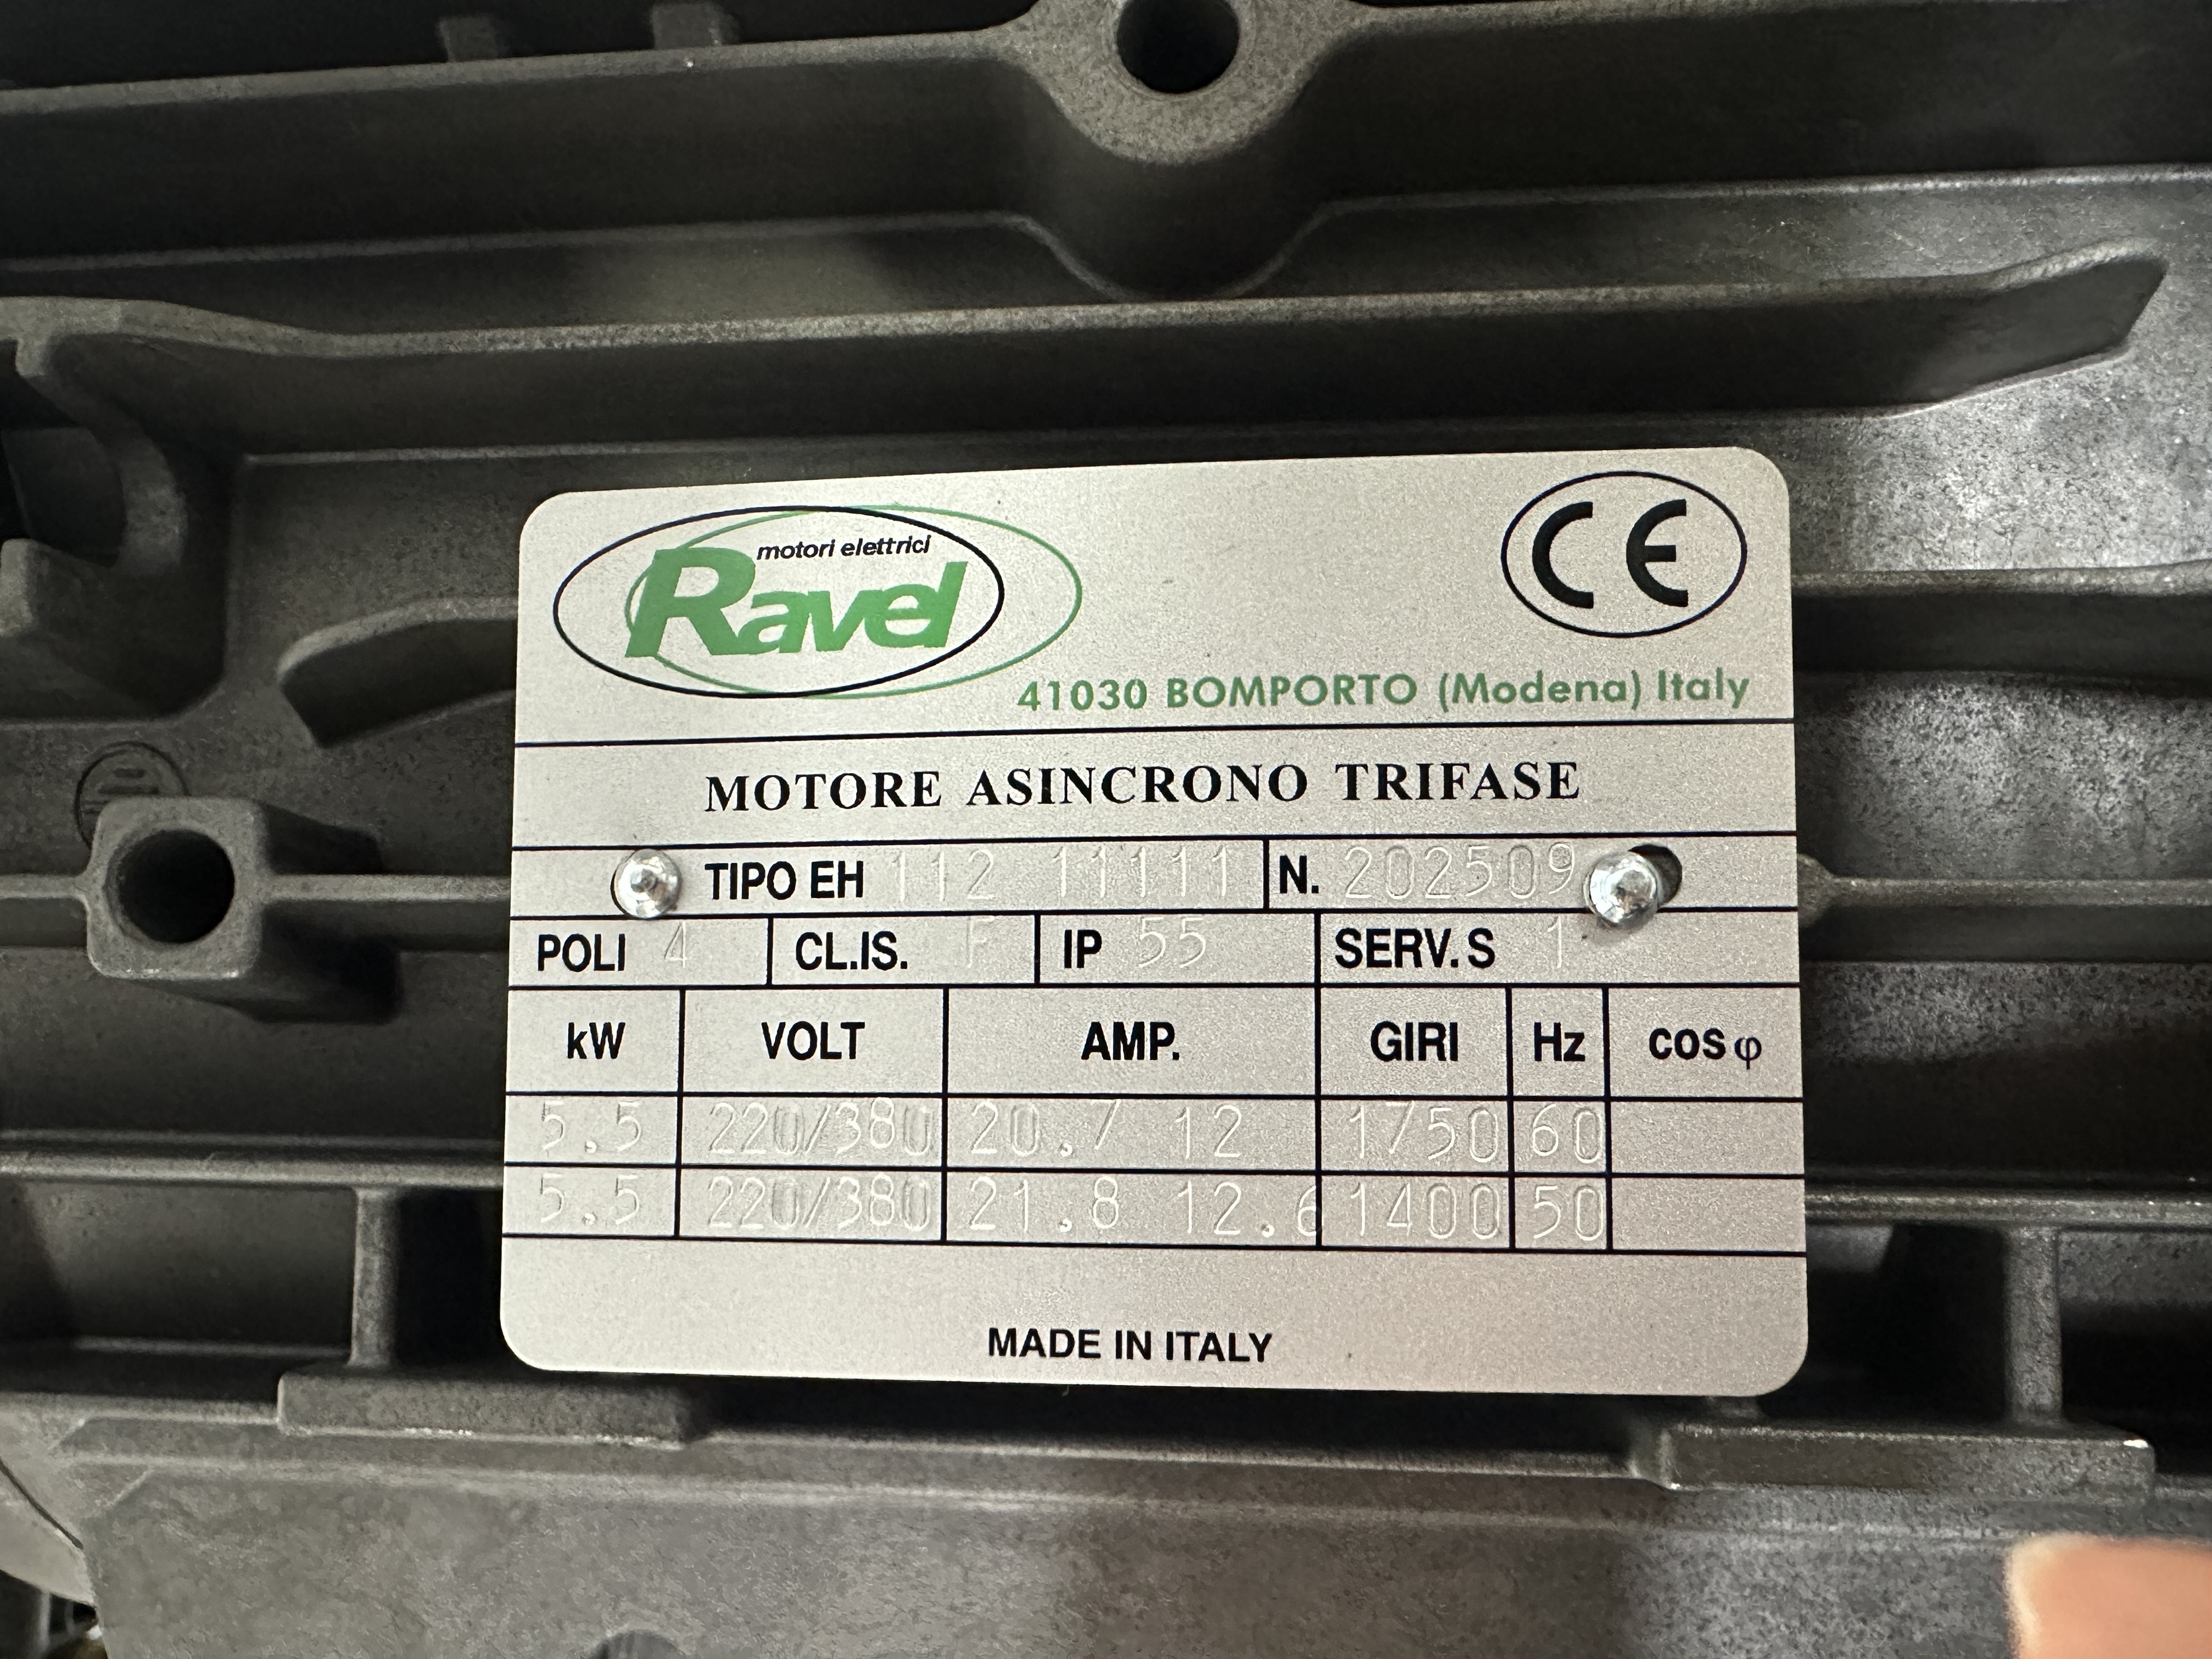 motori elettrici
Ravel
CE
41030 BOMPORTO (Modena) Italy
MOTORE ASINCRONO TRIFASE
TIPO EH 112 11111 N. 202509
POLI 4 CL.IS. F IP 55 SERV. S 1
kW VOLT AMP. GIRI Hz cos φ
5.5 220/380 20.7 12 1750 60
5.5 220/380 21.8 12.6 1400 50
MADE IN ITALY